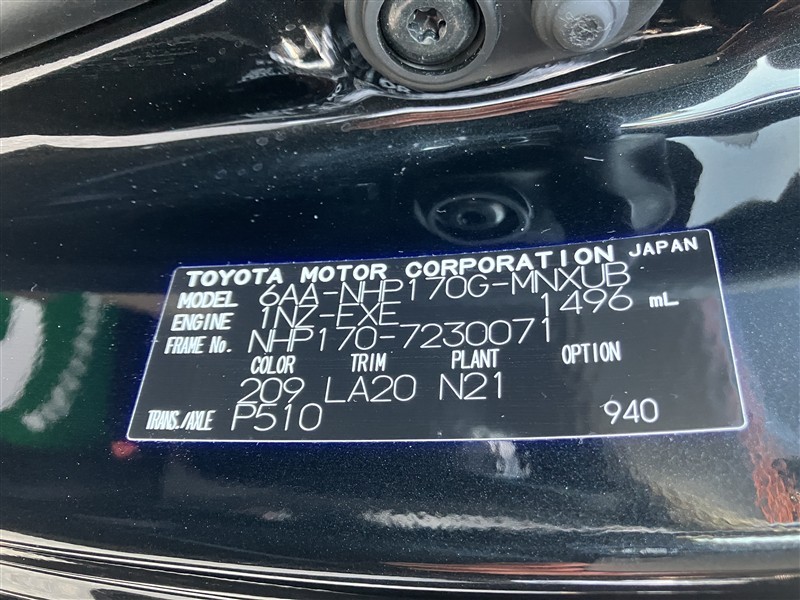 TOYOTA MOTOR CORPORATION JAPAN
MODEL 6AA-NHP170G-MNXUB
ENGINE 1NZ-FXE 1496 mL
FRAME No. NHP170-7230071
COLOR TRIM PLANT OPTION
209 LA20 N21
TRANS./AXLE P510 940